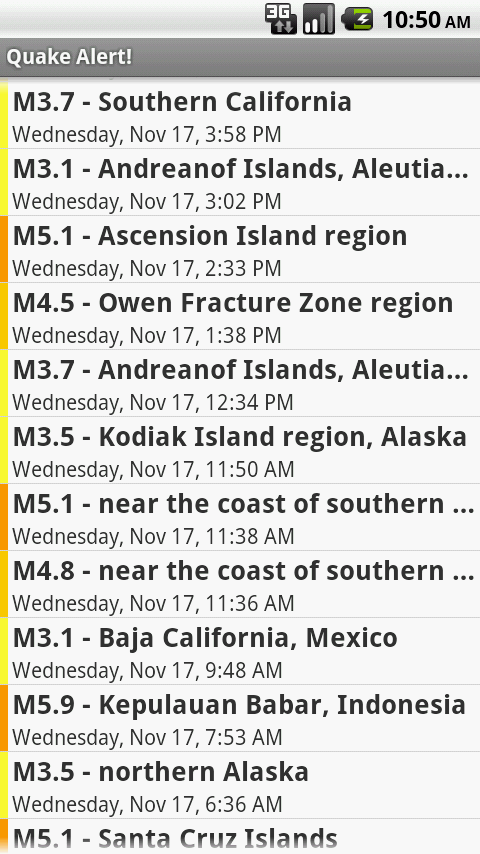 3G
10:50 AM
Quake Alert!
M3.7 - Southern California
Wednesday, Nov 17, 3:58 PM
M3.1 - Andreanof Islands, Aleutia...
Wednesday, Nov 17, 3:02 PM
M5.1 - Ascension Island region
Wednesday, Nov 17, 2:33 PM
M4.5 - Owen Fracture Zone region
Wednesday, Nov 17, 1:38 PM
M3.7 - Andreanof Islands, Aleutia...
Wednesday, Nov 17, 12:34 PM
M3.5 - Kodiak Island region, Alaska
Wednesday, Nov 17, 11:50 AM
M5.1 - near the coast of southern ...
Wednesday, Nov 17, 11:38 AM
M4.8 - near the coast of southern ...
Wednesday, Nov 17, 11:36 AM
M3.1 - Baja California, Mexico
Wednesday, Nov 17, 9:48 AM
M5.9 - Kepulauan Babar, Indonesia
Wednesday, Nov 17, 7:53 AM
M3.5 - northern Alaska
Wednesday, Nov 17, 6:36 AM
M5.1 - Santa Cruz Islands